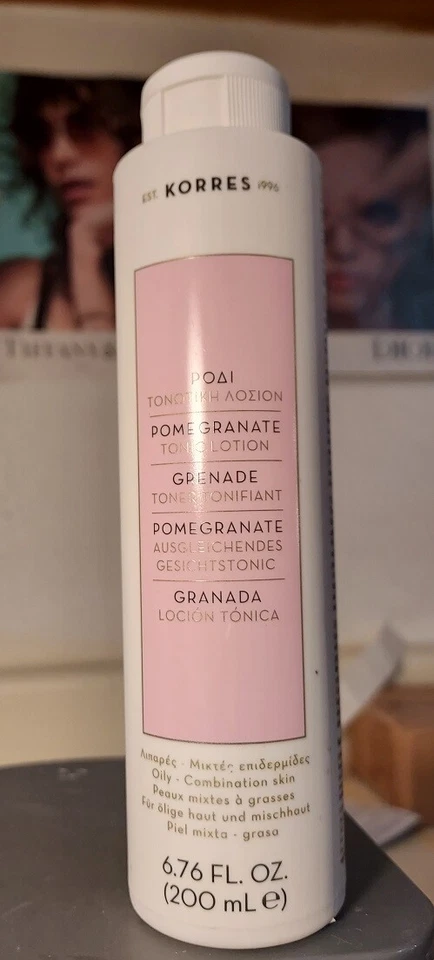 TIFFANY &
DIOR
EST. KORRES 1996
ΡΟΔΙ
ΤΟΝΩΤΙΚΗ ΛΟΣΙΟΝ
POMEGRANATE
TONIC LOTION
GRENADE
TONER TONIFIANT
POMEGRANATE
AUSGLEICHENDES
GESICHTSTONIC
GRANADA
LOCIÓN TÓNICA
Λιπαρές · Μικτές επιδερμίδες
Oily - Combination skin
Peaux mixtes à grasses
Für ölige haut und mischhaut
Piel mixta - grasa
6.76 FL. OZ.
(200 mL ℮)